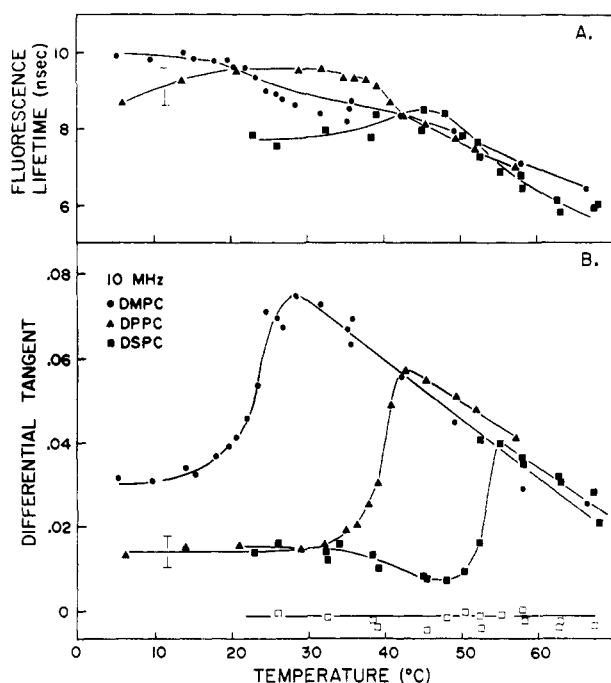 A.
FLUORESCENCE
LIFETIME (nsec)
10
8
6
B.
10 MHz
DMPC
DPPC
DSPC
DIFFERENTIAL TANGENT
.08
.06
.04
.02
0
0 10 20 30 40 50 60
TEMPERATURE (°C)